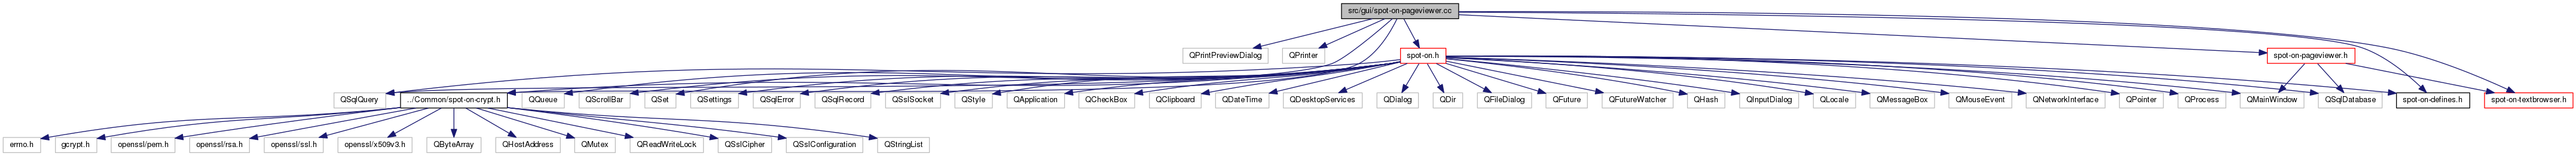 src/gui/spot-on-pageviewer.cc
QPrintPreviewDialog
QPrinter
spot-on.h
spot-on-pageviewer.h
QSqlQuery
../Common/spot-on-crypt.h
QQueue
QScrollBar
QSet
QSettings
QSqlError
QSqlRecord
QSslSocket
QStyle
QApplication
QCheckBox
QClipboard
QDateTime
QDesktopServices
QDialog
QDir
QFileDialog
QFuture
QFutureWatcher
QHash
QInputDialog
QLocale
QMessageBox
QMouseEvent
QNetworkInterface
QPointer
QProcess
QMainWindow
QSqlDatabase
spot-on-defines.h
spot-on-textbrowser.h
errno.h
gcrypt.h
openssl/pem.h
openssl/rsa.h
openssl/ssl.h
openssl/x509v3.h
QByteArray
QHostAddress
QMutex
QReadWriteLock
QSslCipher
QSslConfiguration
QStringList